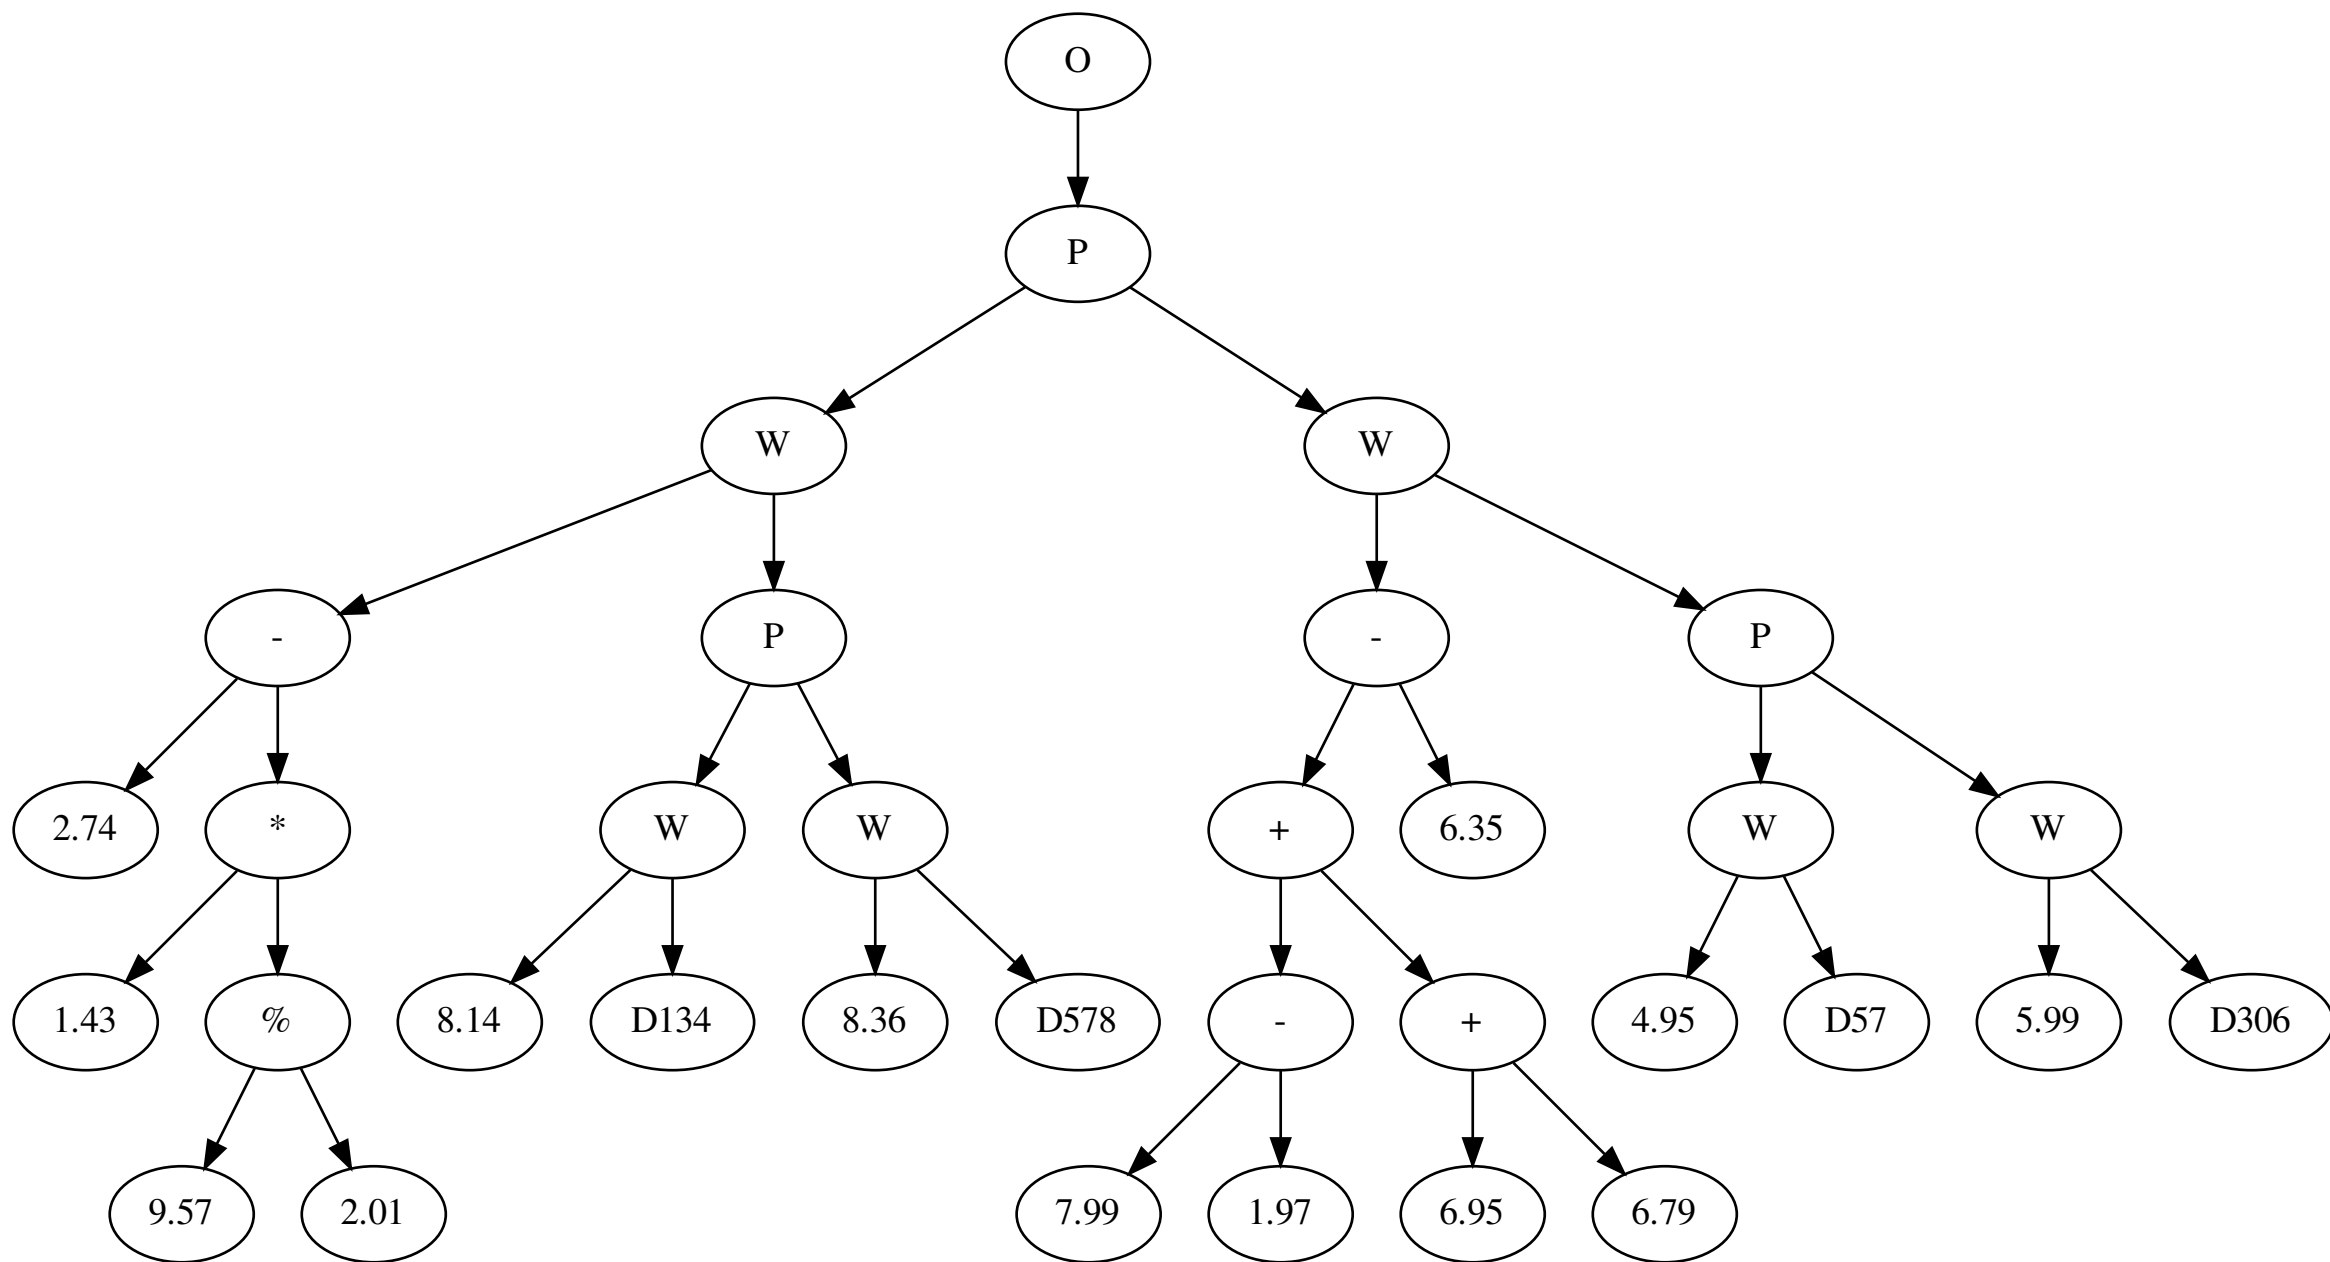 O
P
W W
- P - P
2.74 * W W + 6.35 W W
1.43 % 8.14 D134 8.36 D578 - + 4.95 D57 5.99 D306
9.57 2.01 7.99 1.97 6.95 6.79